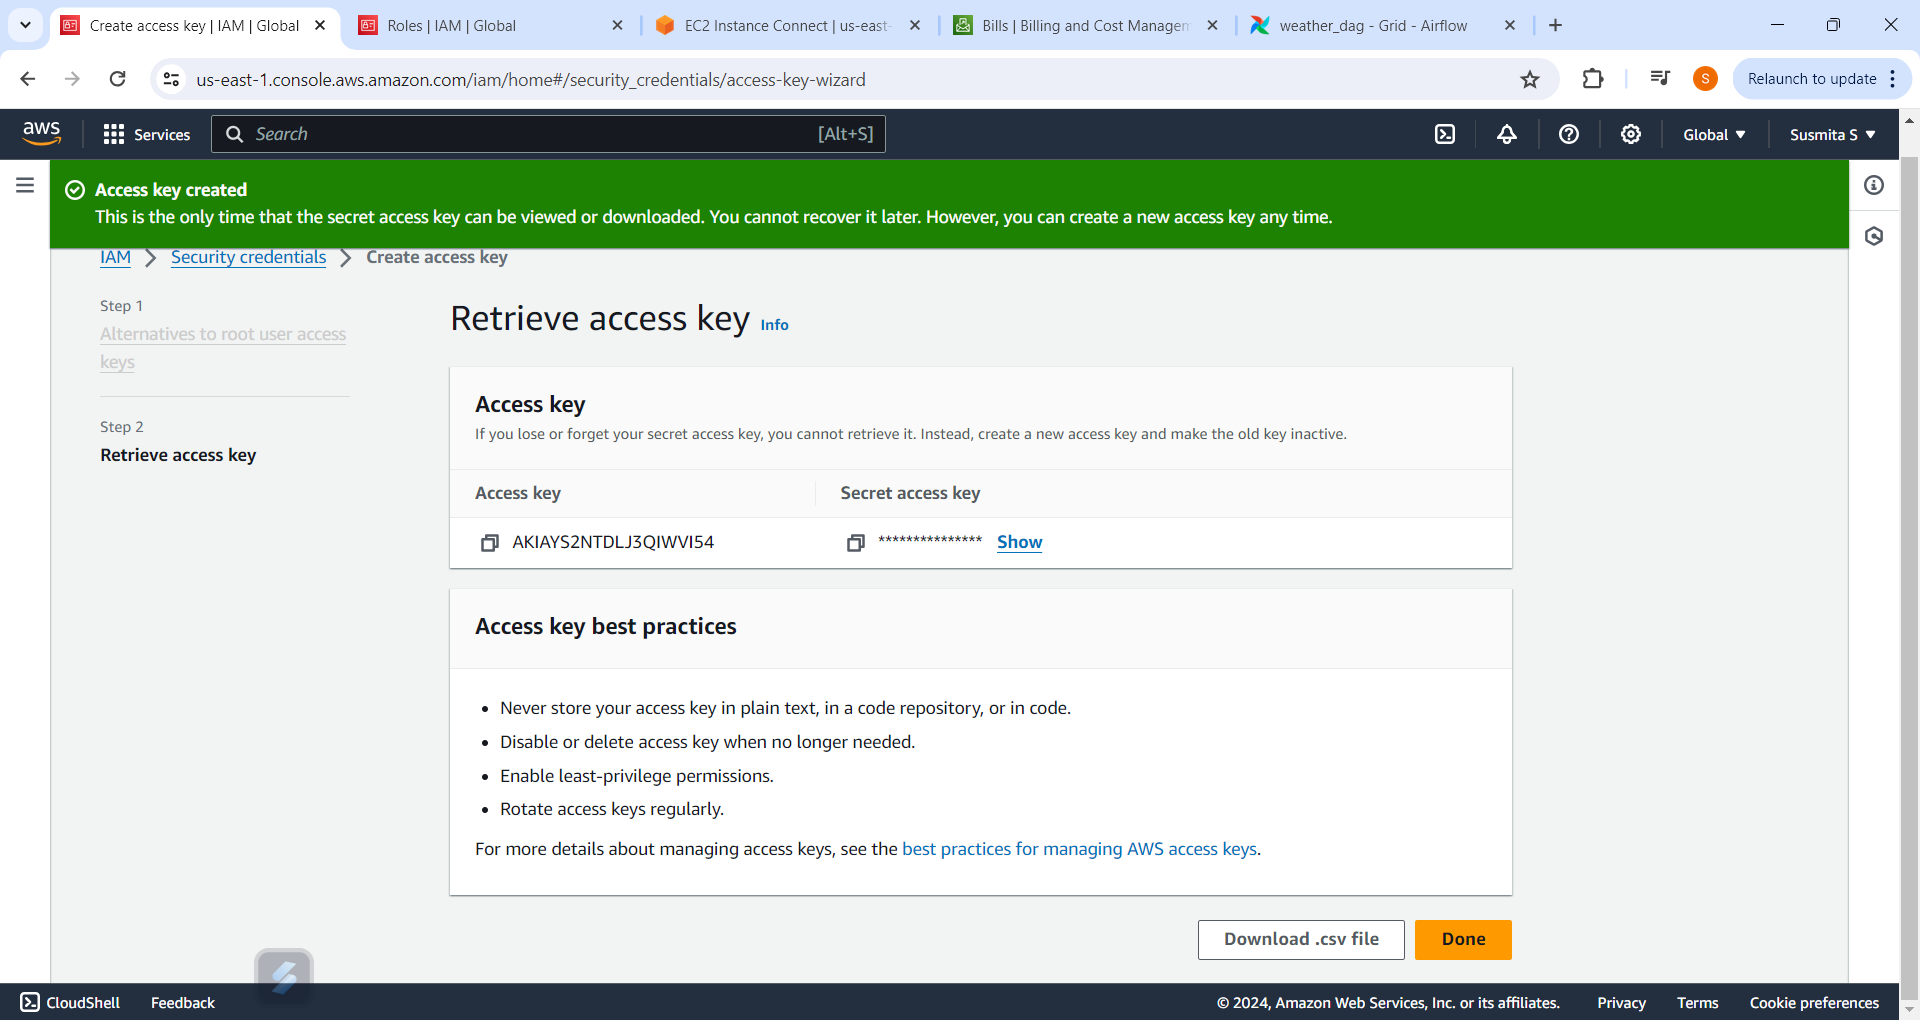 Create access key | IAM | Global
Roles | IAM | Global
EC2 Instance Connect | us-east-
Bills | Billing and Cost Managem
weather_dag - Grid - Airflow
us-east-1.console.aws.amazon.com/iam/home#/security_credentials/access-key-wizard
S
Relaunch to update
aws
Services
Search
[Alt+S]
Global
Susmita S
Access key created
This is the only time that the secret access key can be viewed or downloaded. You cannot recover it later. However, you can create a new access key any time.
IAM
Security credentials
Create access key
Step 1
Alternatives to root user access
keys
Step 2
Retrieve access key
Retrieve access key Info
Access key
If you lose or forget your secret access key, you cannot retrieve it. Instead, create a new access key and make the old key inactive.
Access key
Secret access key
AKIAYS2NTDLJ3QIWVI54
*************** Show
Access key best practices
• Never store your access key in plain text, in a code repository, or in code.
• Disable or delete access key when no longer needed.
• Enable least-privilege permissions.
• Rotate access keys regularly.
For more details about managing access keys, see the best practices for managing AWS access keys.
Download .csv file
Done
CloudShell
Feedback
© 2024, Amazon Web Services, Inc. or its affiliates.
Privacy
Terms
Cookie preferences